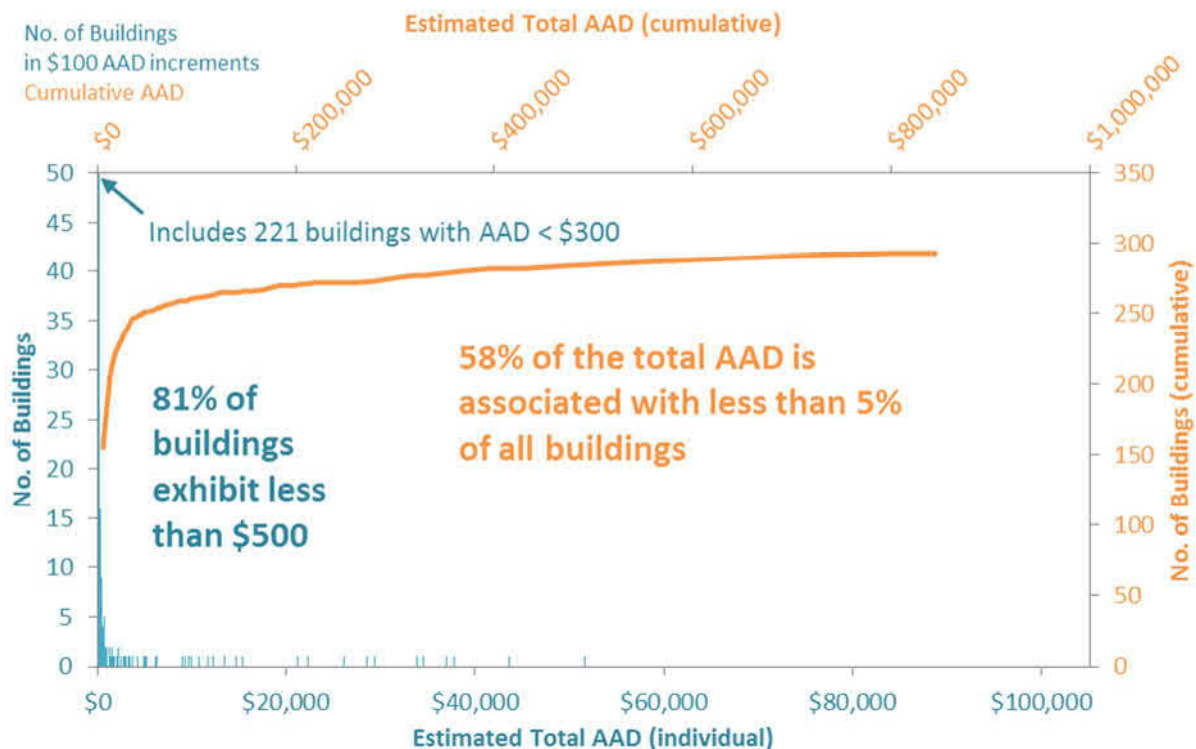 Estimated Total AAD (cumulative)
No. of Buildings
in $100 AAD increments
Cumulative AAD
$0
$200,000
$400,000
$600,000
$800,000
$1,000,000
50
45
40
35
30
25
20
15
10
5
0
No. of Buildings
Includes 221 buildings with AAD < $300
81% of
buildings
exhibit less
than $500
58% of the total AAD is
associated with less than 5%
of all buildings
350
300
250
200
150
100
50
0
No. of Buildings (cumulative)
$0
$20,000
$40,000
$60,000
$80,000
$100,000
Estimated Total AAD (individual)